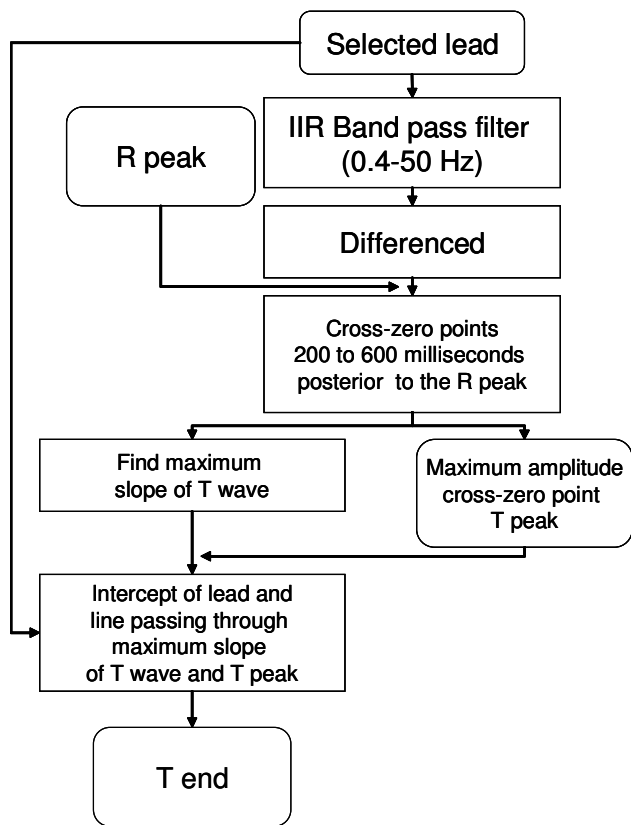 Selected lead
IIR Band pass filter
(0.4-50 Hz)
R peak
Differenced
Cross-zero points
200 to 600 milliseconds
posterior to the R peak
Find maximum
slope of T wave
Maximum amplitude
cross-zero point
T peak
Intercept of lead and
line passing through
maximum slope
of T wave and T peak
T end